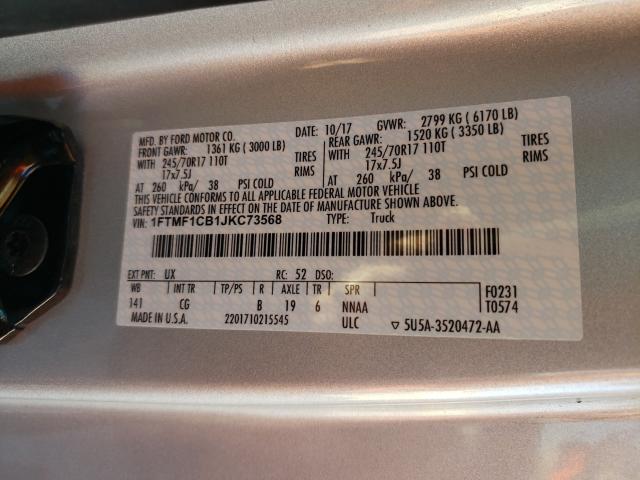 MFD. BY FORD MOTOR CO.
DATE: 10/17 GVWR: 2799 KG ( 6170 LB)
FRONT GAWR: 1361 KG ( 3000 LB) REAR GAWR: 1520 KG ( 3350 LB)
WITH 245/70R17 110T TIRES WITH 245/70R17 110T TIRES
17x7.5J RIMS 17x7.5J RIMS
AT 260 kPa/ 38 PSI COLD AT 260 kPa/ 38 PSI COLD
THIS VEHICLE CONFORMS TO ALL APPLICABLE FEDERAL MOTOR VEHICLE
SAFETY STANDARDS IN EFFECT ON THE DATE OF MANUFACTURE SHOWN ABOVE.
VIN: 1FTMF1CB1JKC73568 TYPE: Truck
EXT PNT: UX RC: 52 DSO:
WB INT TR TP/PS R AXLE TR SPR F0231
141 CG B 19 6 NNAA T0574
MADE IN U.S.A. 2201710215545 ULC ▽ 5U5A-3520472-AA